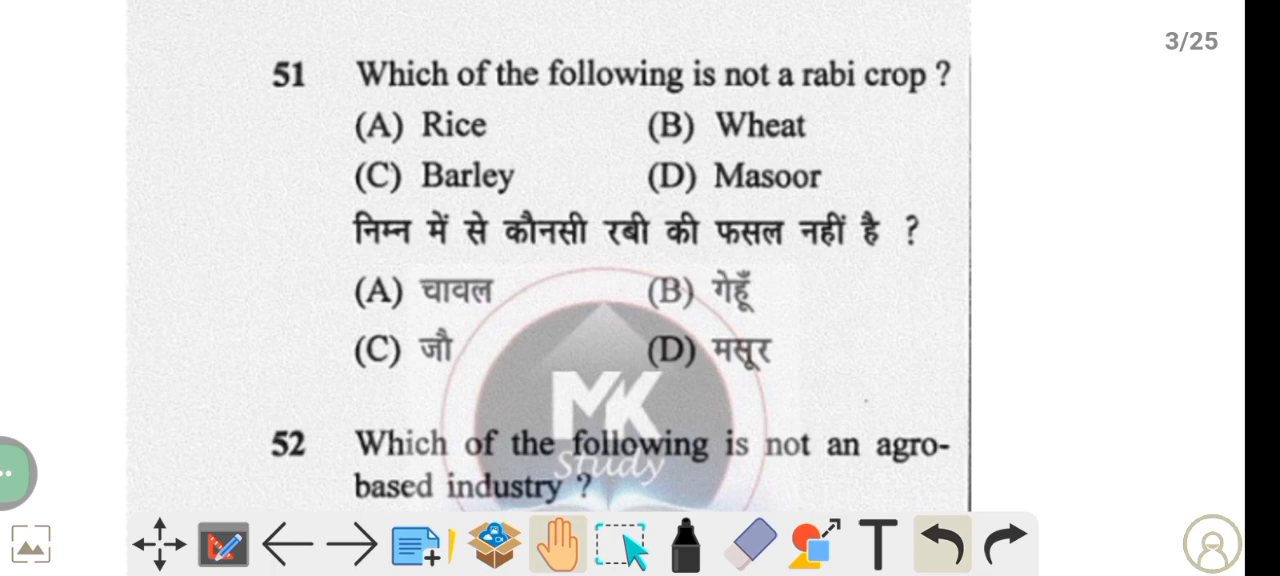 3/25
51 Which of the following is not a rabi crop ?
(A) Rice (B) Wheat
(C) Barley (D) Masoor
निम्न में से कौनसी रबी की फसल नहीं है ?
(A) चावल (B) गेहूँ
(C) जौ (D) मसूर
MK
Study
52 Which of the following is not an agro-
based industry ?
T